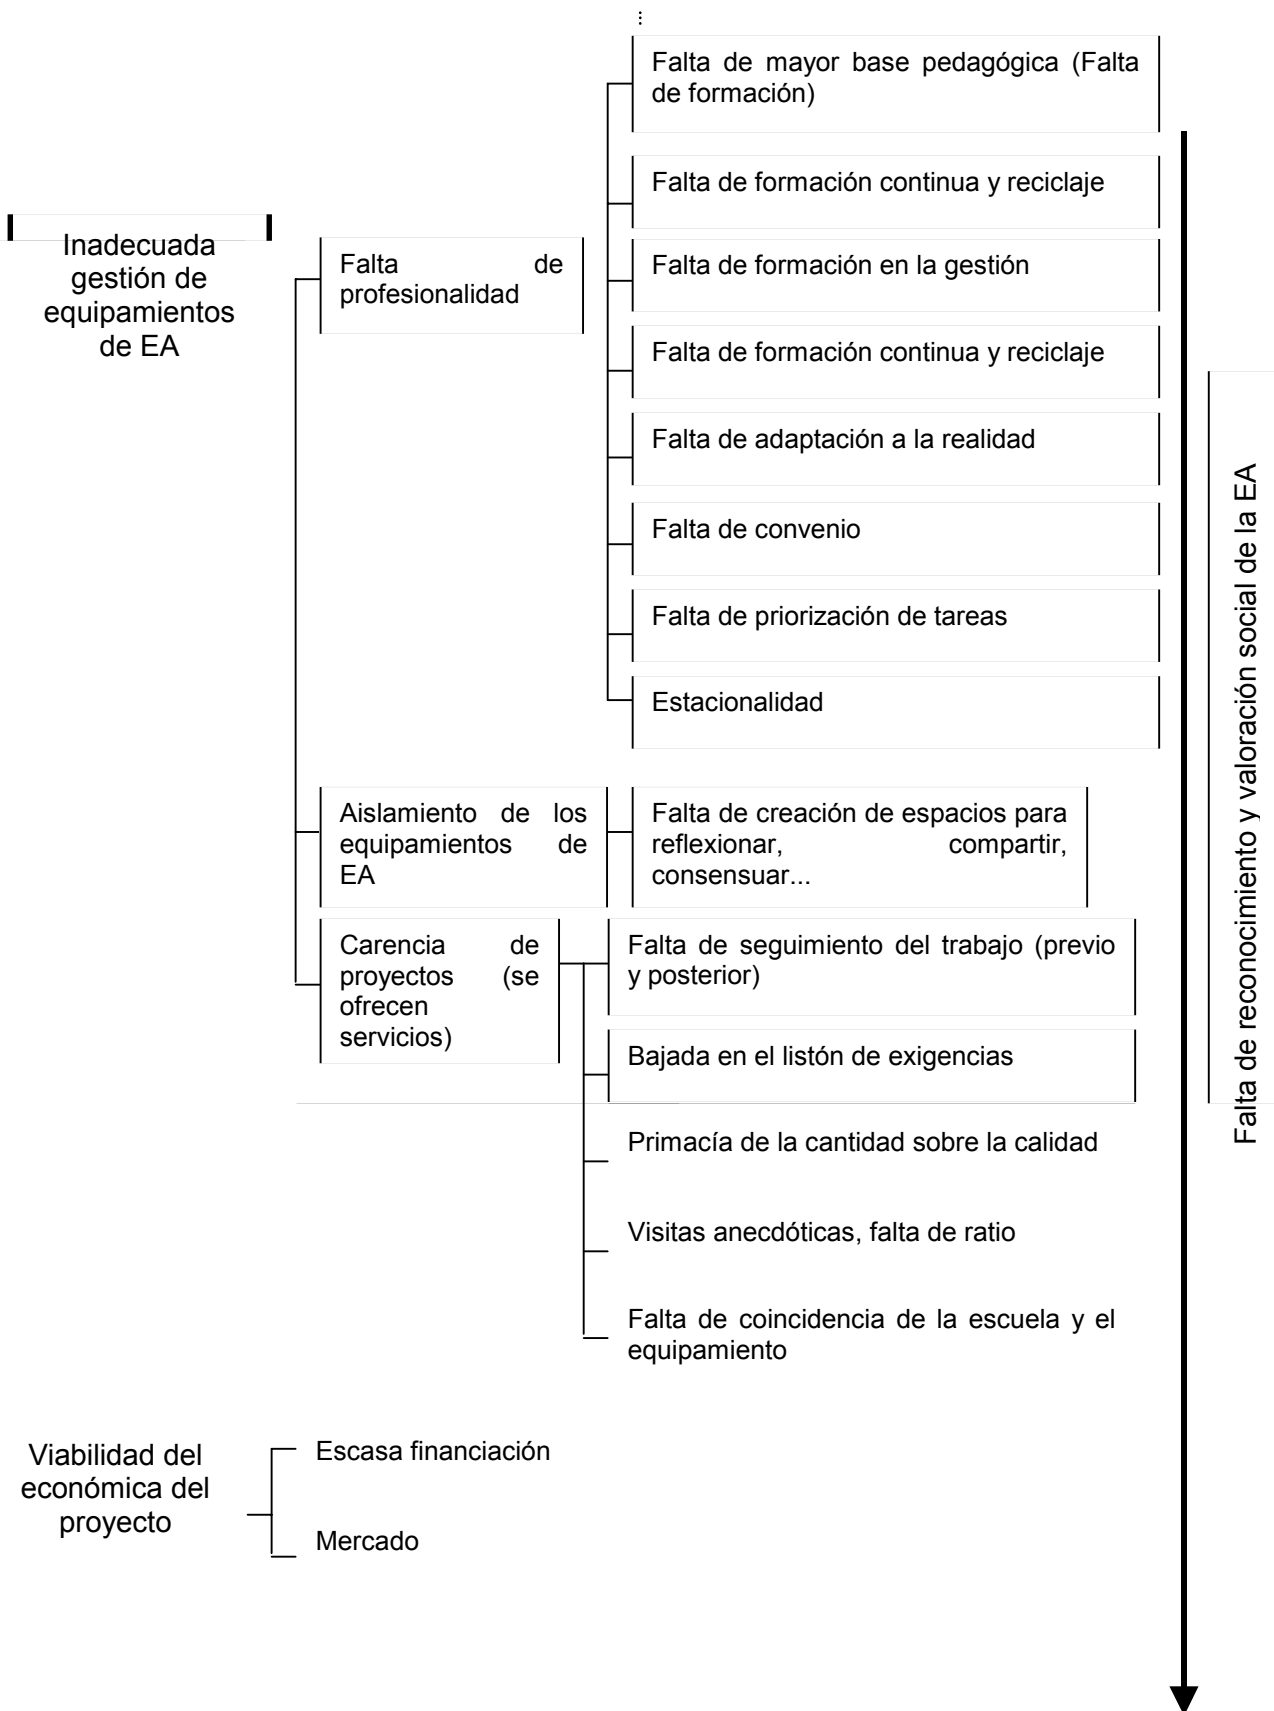 ...
Falta de mayor base pedagógica (Falta
de formación)
Falta de formación continua y reciclaje
Inadecuada
gestión de
equipamientos
de EA
Falta de
profesionalidad
Falta de formación en la gestión
Falta de formación continua y reciclaje
Falta de adaptación a la realidad
Falta de convenio
Falta de priorización de tareas
Estacionalidad
Aislamiento de los
equipamientos de
EA
Falta de creación de espacios para
reflexionar, compartir,
consensuar...
Carencia de
proyectos (se
ofrecen
servicios)
Falta de seguimiento del trabajo (previo
y posterior)
Bajada en el listón de exigencias
Primacía de la cantidad sobre la calidad
Visitas anecdóticas, falta de ratio
Falta de coincidencia de la escuela y el
equipamiento
Viabilidad del
económica del
proyecto
Escasa financiación
Mercado
Falta de reconocimiento y valoración social de la EA